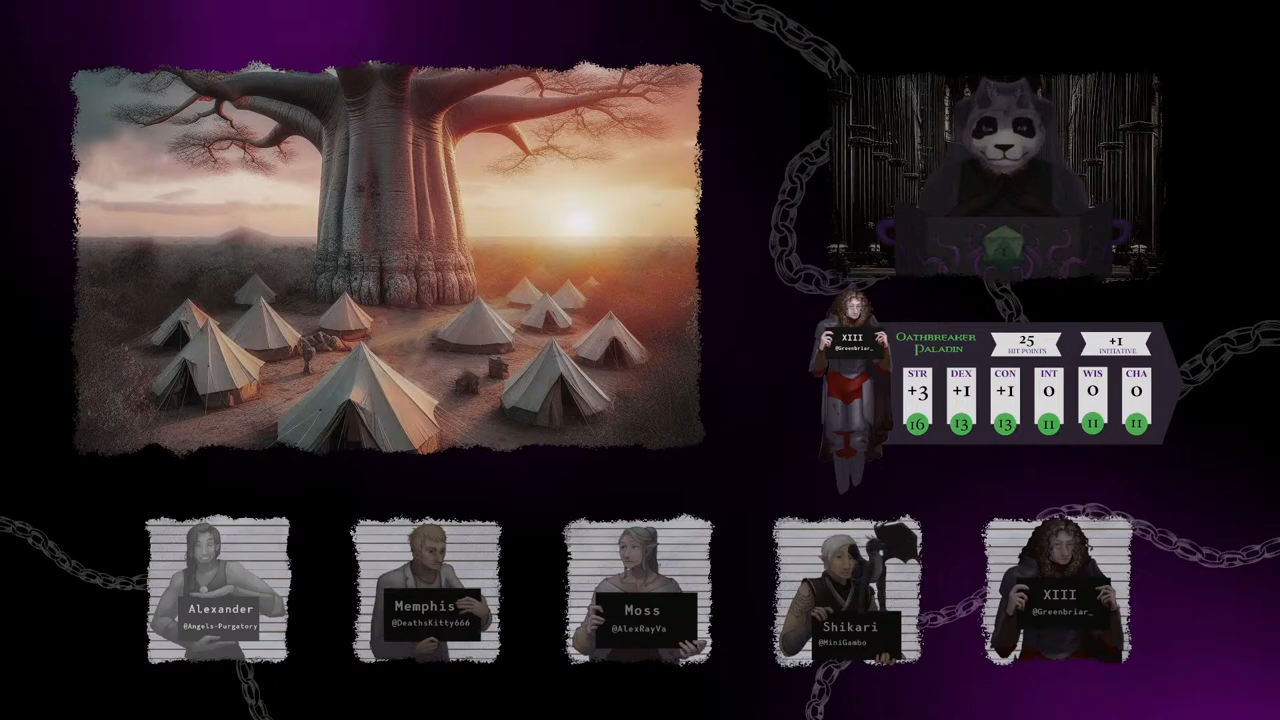 XIII
@Greenbriar_
Oathbreaker
Paladin
25
HIT POINTS
+1
INITIATIVE
STR
DEX
CON
INT
WIS
CHA
+3
+1
+1
0
0
0
16
13
13
11
11
11
Alexander
@Angels-Purgatory
Memphis
@DeathsKitty666
Moss
@AlexRayVa
Shikari
@MiniGambo
XIII
@Greenbriar_